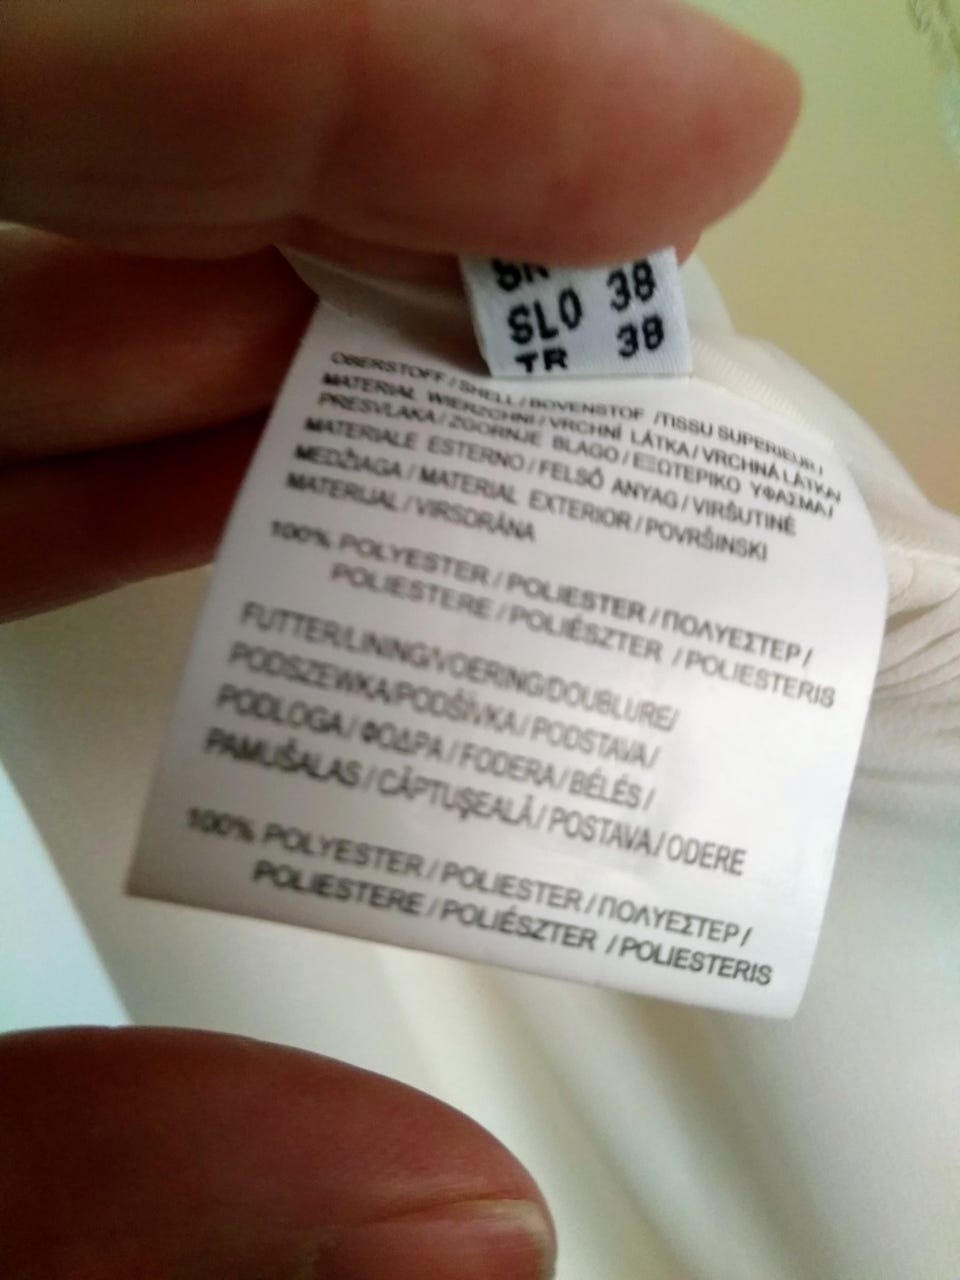 SLO 38
TR 38
OBERSTOFF / SHELL / BOVENSTOF /TISSU SUPERIEUR /
MATERIAŁ WIERZCHNI / VRCHNÍ LÁTKA / VRCHNÁ LÁTKA/
PRESVLAKA / ZGORNJE BLAGO / ΕΞΩΤΕΡΙΚΟ ΥΦΑΣΜΑ /
MATERIALE ESTERNO / FELSŐ ANYAG / VIRŠUTINĖ
MEDŽIAGA / MATERIAL EXTERIOR / POVRŠINSKI
MATERIJAL / VIRSDRĀNA
100% POLYESTER / POLIESTER / ΠΟΛΥΕΣΤΕΡ /
POLIESTERE / POLIÉSZTER / POLIESTERIS
FUTTER/LINING/VOERING/DOUBLURE/
PODSZEWKA/PODŠÍVKA / PODSTAVA /
PODLOGA / ΦΟΔΡΑ / FODERA / BÉLÉS /
PAMUŠALAS / CĂPTUŞEALĂ / POSTAVA / ODERE
100% POLYESTER / POLIESTER / ΠΟΛΥΕΣΤΕΡ /
POLIESTERE / POLIÉSZTER / POLIESTERIS